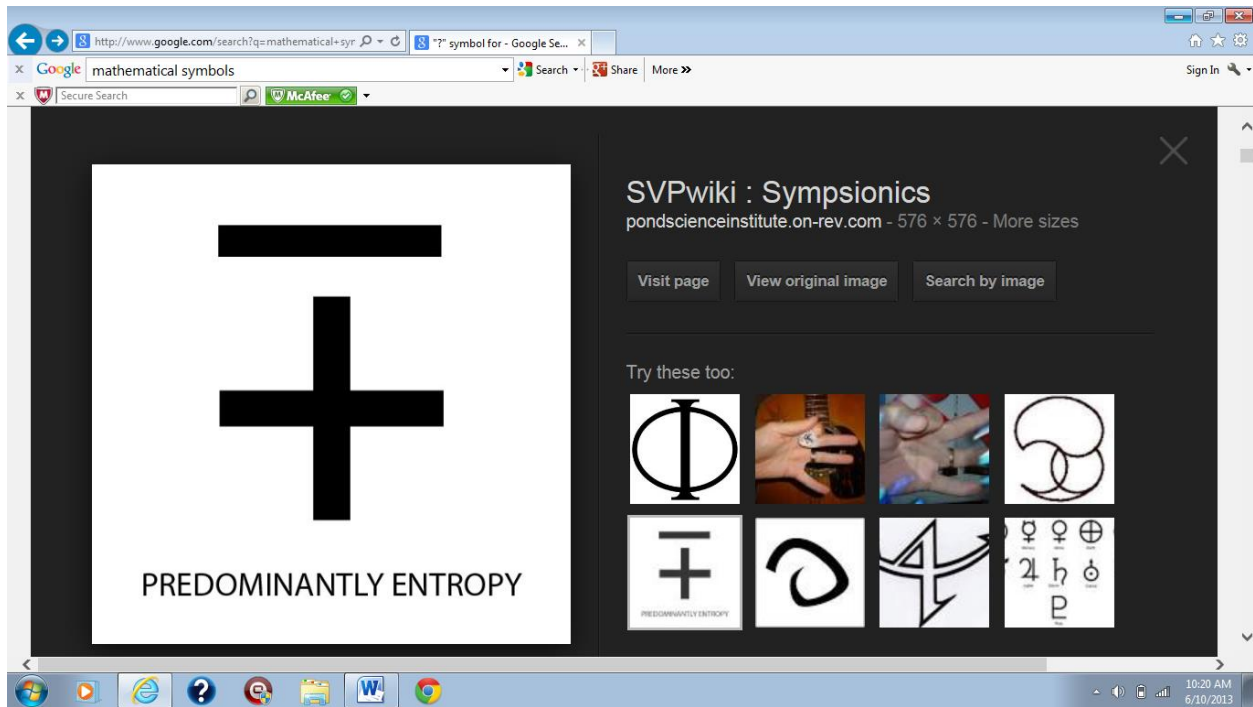 http://www.google.com/search?q=mathematical+syr
"?" symbol for - Google Se...
Google mathematical symbols Search Share More »
Sign In
Secure Search McAfee
SVPwiki : Sympsionics
pondscienceinstitute.on-rev.com - 576 × 576 - More sizes
Visit page View original image Search by image
Try these too:
PREDOMINANTLY ENTROPY
PREDOMINANTLY ENTROPY
10:20 AM
6/10/2013